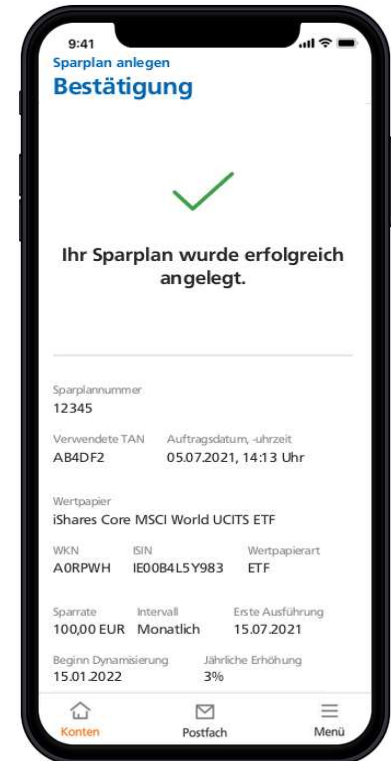 9:41
Sparplan anlegen
Bestätigung
Ihr Sparplan wurde erfolgreich
angelegt.
Sparplannummer
12345
Verwendete TAN Auftragsdatum, -uhrzeit
AB4DF2 05.07.2021, 14:13 Uhr
Wertpapier
iShares Core MSCI World UCITS ETF
WKN ISIN Wertpapierart
A0RPWH IE00B4L5Y983 ETF
Sparrate Intervall Erste Ausführung
100,00 EUR Monatlich 15.07.2021
Beginn Dynamisierung Jährliche Erhöhung
15.01.2022 3%
Konten Postfach Menü